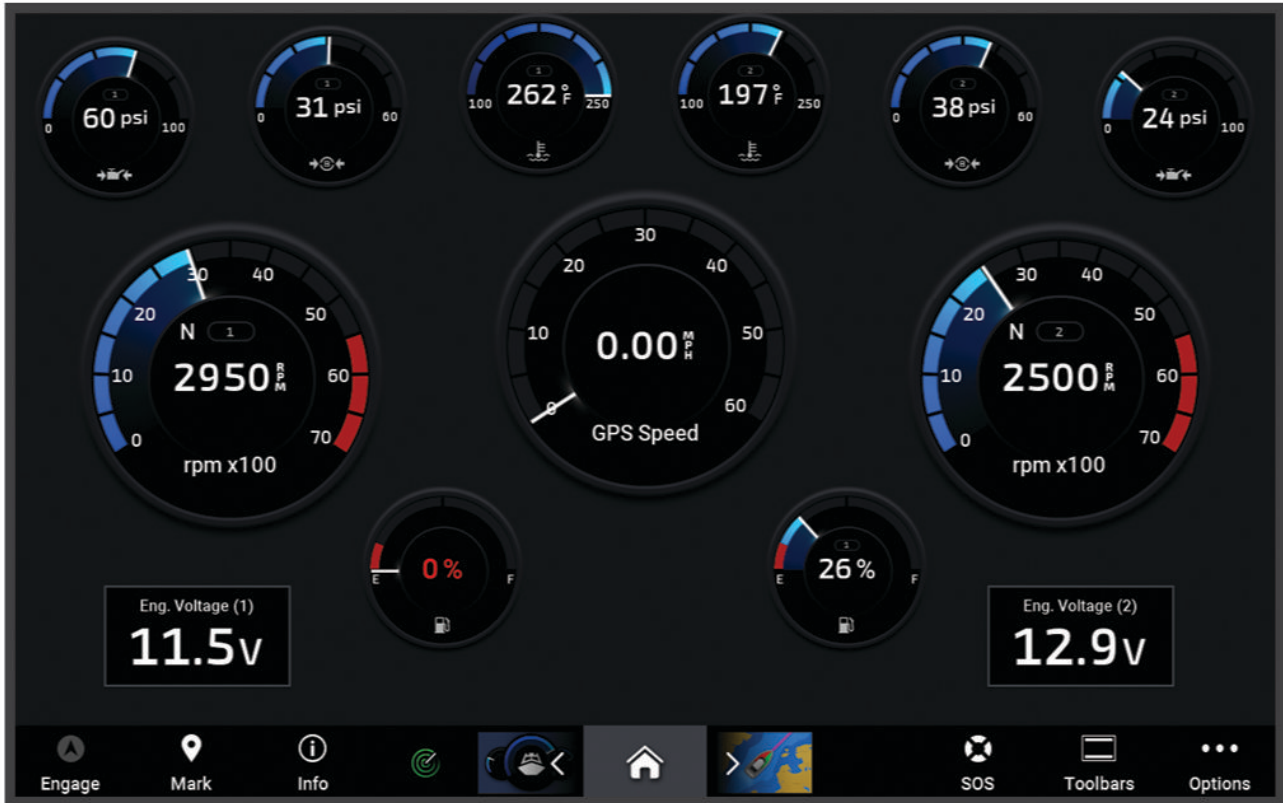 1
60 psi
0
100
1
31 psi
0
60
1
262 °F
100
250
2
197 °F
100
250
2
38 psi
0
60
2
24 psi
0
100
30
40
20
50
N 1
2950 RPM
10
60
0
70
rpm x100
30
20
40
10
50
0.00 MPH
0
60
GPS Speed
30
40
20
50
N 2
2500 RPM
10
60
0
70
rpm x100
0 %
E
F
1
26 %
E
F
Eng. Voltage (1)
11.5 V
Eng. Voltage (2)
12.9 V
Engage
Mark
Info
SOS
Toolbars
Options